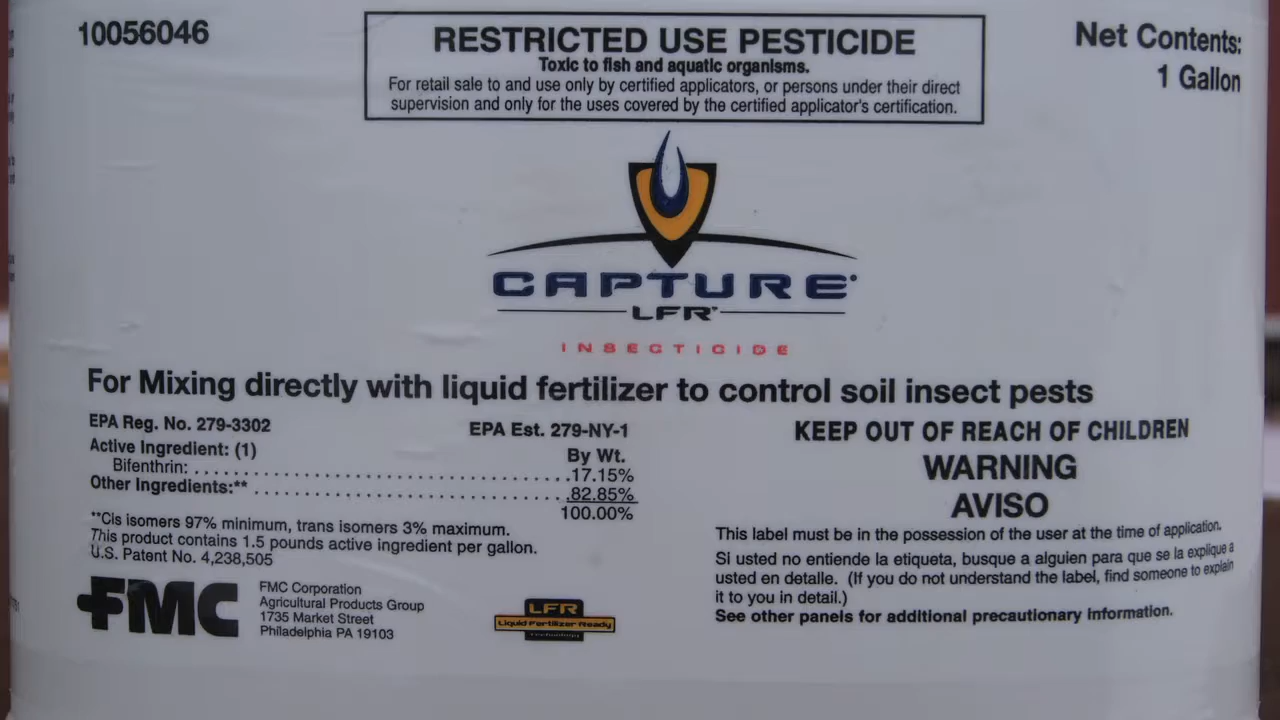 10056046
RESTRICTED USE PESTICIDE
Toxic to fish and aquatic organisms.
For retail sale to and use only by certified applicators, or persons under their direct
supervision and only for the uses covered by the certified applicator's certification.
Net Contents:
1 Gallon
CAPTURE
LFR
INSECTICIDE
For Mixing directly with liquid fertilizer to control soil insect pests
EPA Reg. No. 279-3302
EPA Est. 279-NY-1
Active Ingredient: (1)
By Wt.
Bifenthrin: 17.15%
Other Ingredients:** 82.85%
100.00%
**Cis isomers 97% minimum, trans isomers 3% maximum.
This product contains 1.5 pounds active ingredient per gallon.
U.S. Patent No. 4,238,505
FMC
FMC Corporation
Agricultural Products Group
1735 Market Street
Philadelphia PA 19103
LFR
Liquid Fertilizer Ready
Technology
KEEP OUT OF REACH OF CHILDREN
WARNING
AVISO
This label must be in the possession of the user at the time of application.
Si usted no entiende la etiqueta, busque a alguien para que se la explique a
usted en detalle. (If you do not understand the label, find someone to explain
it to you in detail.)
See other panels for additional precautionary information.